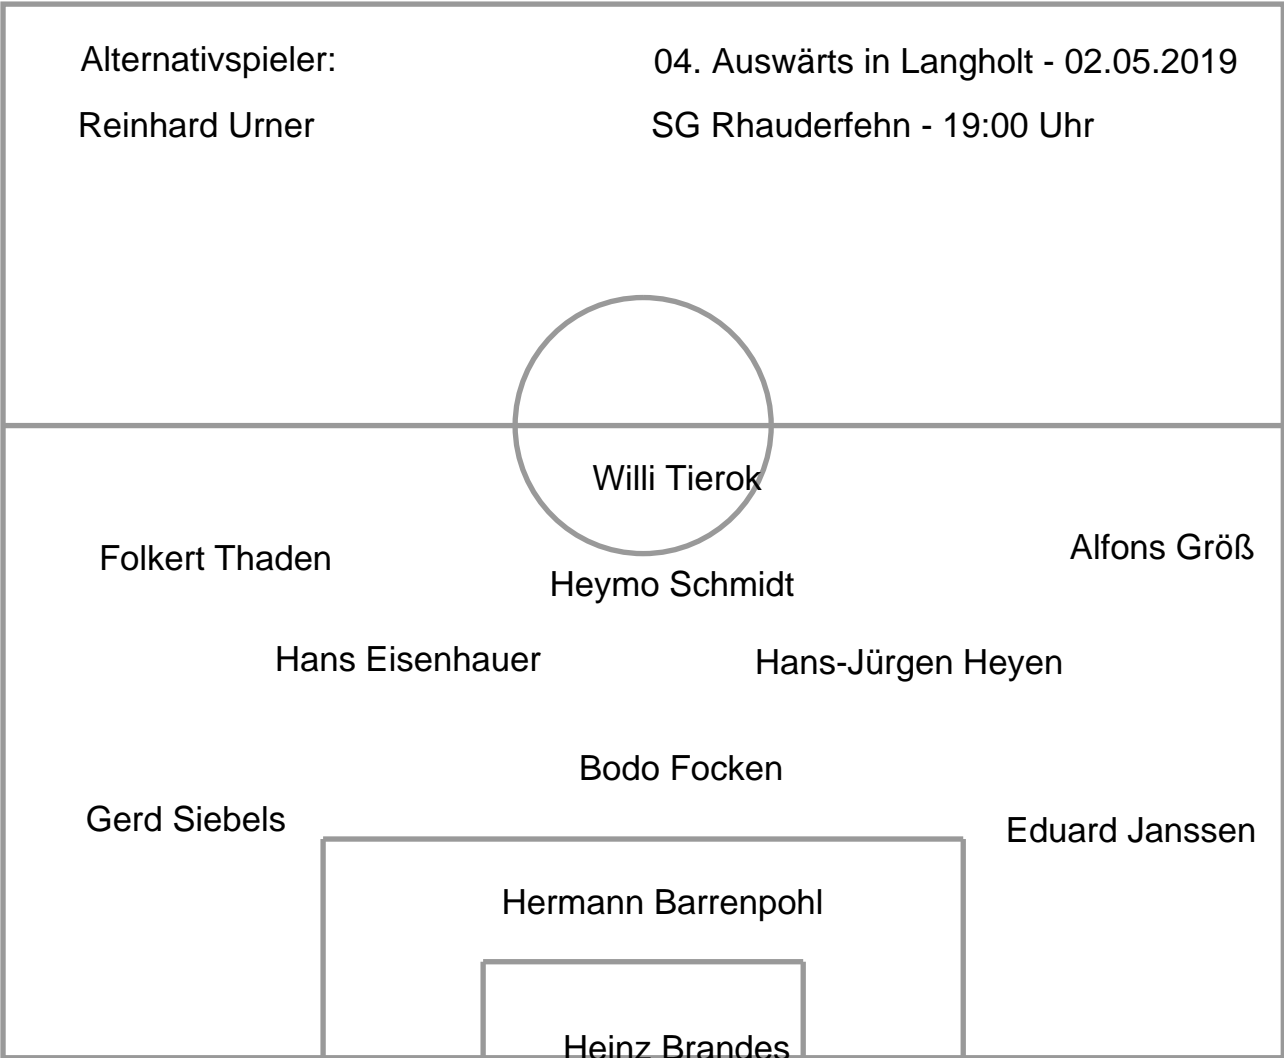 Alternativspieler:
04. Auswärts in Langholt - 02.05.2019
Reinhard Urner
SG Rhauderfehn - 19:00 Uhr
Willi Tierok
Folkert Thaden
Alfons Größ
Heymo Schmidt
Hans Eisenhauer
Hans-Jürgen Heyen
Bodo Focken
Gerd Siebels
Eduard Janssen
Hermann Barrenpohl
Heinz Brandes